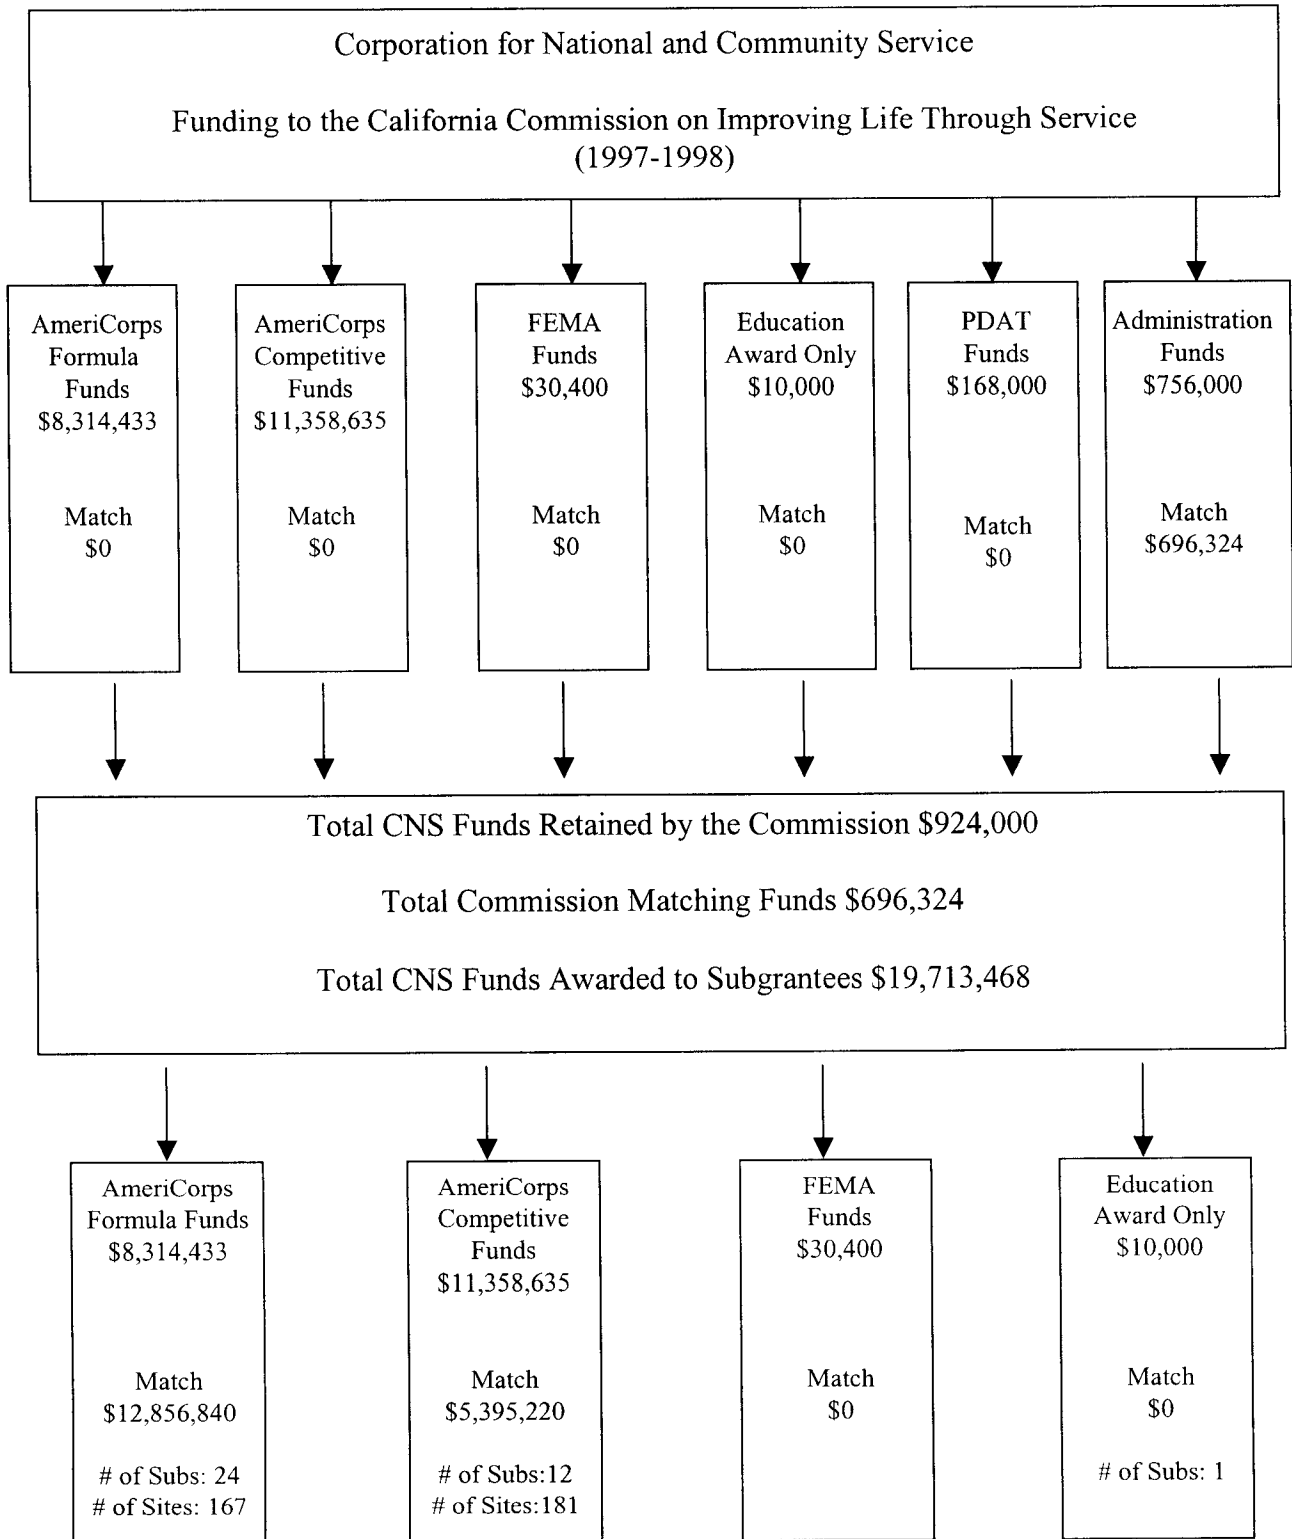 Corporation for National and Community Service
Funding to the California Commission on Improving Life Through Service
(1997-1998)
AmeriCorps
Formula
Funds
$8,314,433
Match
$0
AmeriCorps
Competitive
Funds
$11,358,635
Match
$0
FEMA
Funds
$30,400
Match
$0
Education
Award Only
$10,000
Match
$0
PDAT
Funds
$168,000
Match
$0
Administration
Funds
$756,000
Match
$696,324
Total CNS Funds Retained by the Commission $924,000
Total Commission Matching Funds $696,324
Total CNS Funds Awarded to Subgrantees $19,713,468
AmeriCorps
Formula Funds
$8,314,433
Match
$12,856,840
# of Subs: 24
# of Sites: 167
AmeriCorps
Competitive
Funds
$11,358,635
Match
$5,395,220
# of Subs:12
# of Sites:181
FEMA
Funds
$30,400
Match
$0
Education
Award Only
$10,000
Match
$0
# of Subs: 1